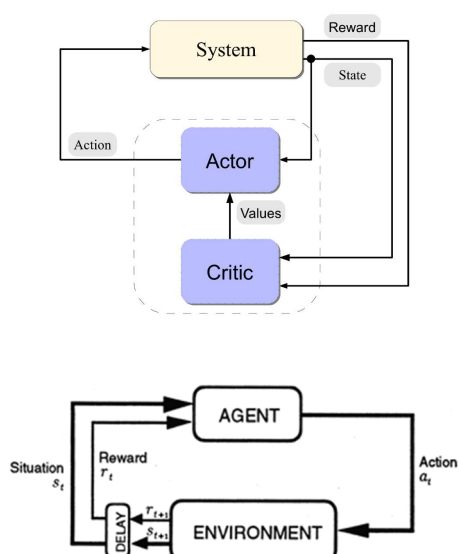 Reward
System
State
Action
Actor
Values
Critic
AGENT
Situation
s_t
Reward
r_t
Action
a_t
DELAY
r_{t+1}
s_{t+1}
ENVIRONMENT